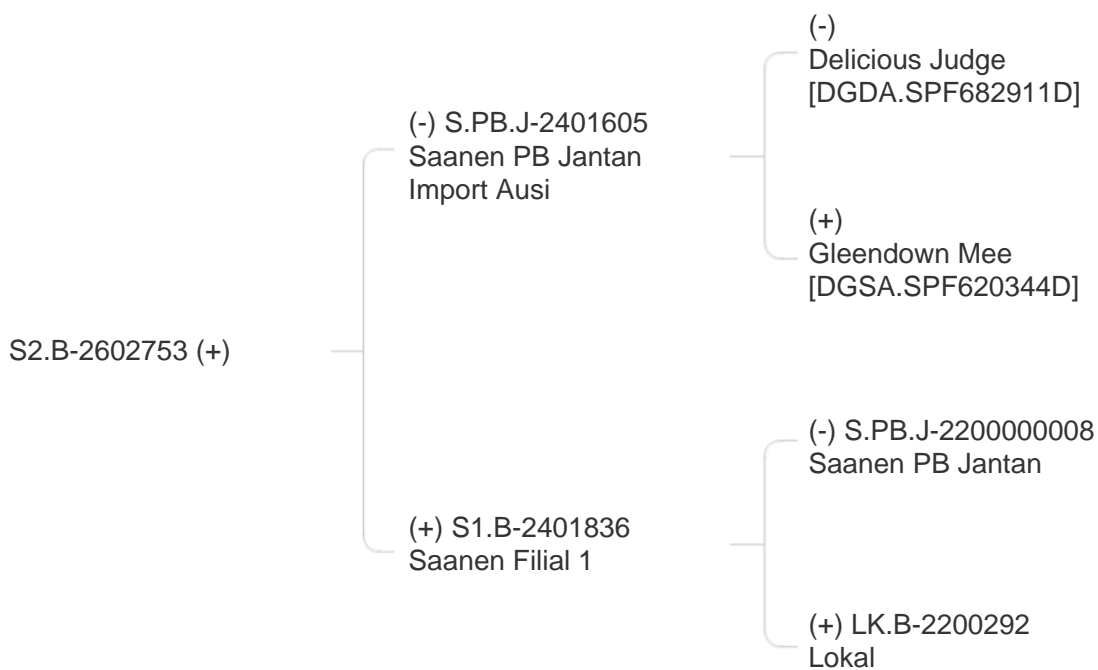 (-)
Delicious Judge
[DGDA.SPF682911D]
(-) S.PB.J-2401605
Saanen PB Jantan
Import Ausi
(+)
Gleendown Mee
[DGSA.SPF620344D]
S2.B-2602753 (+)
(-) S.PB.J-2200000008
Saanen PB Jantan
(+) S1.B-2401836
Saanen Filial 1
(+) LK.B-2200292
Lokal